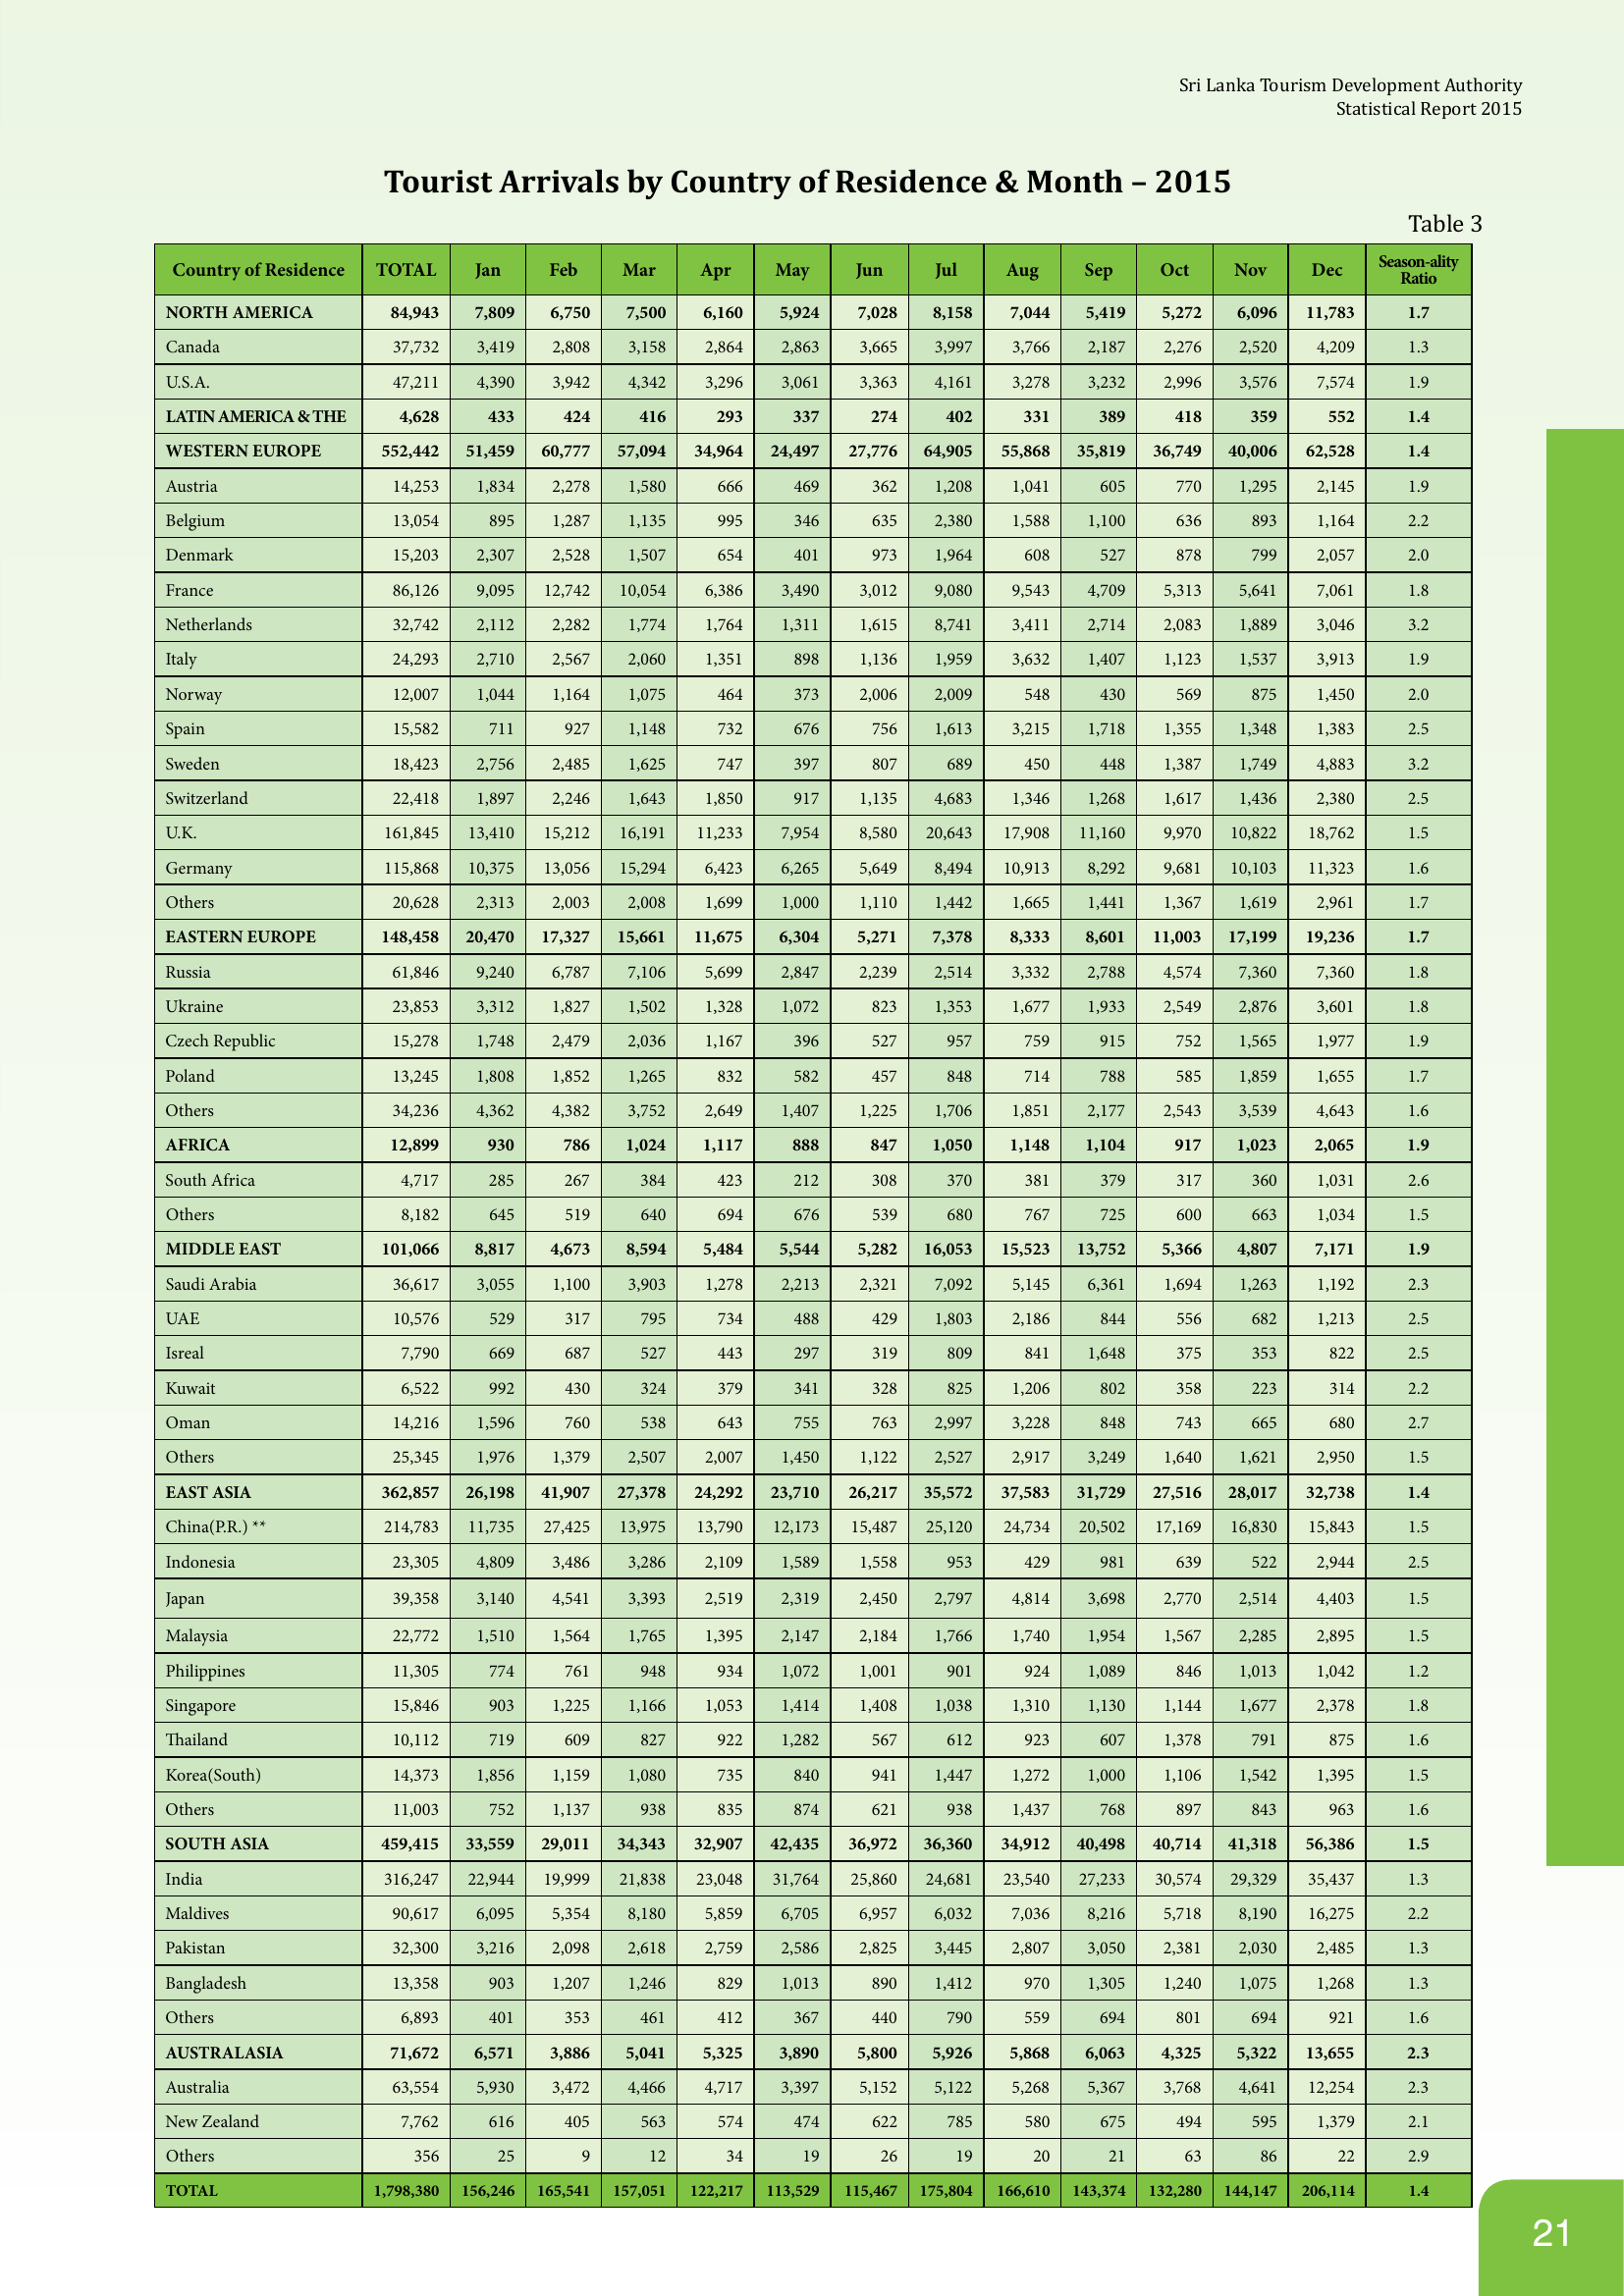 Sri Lanka Tourism Development Authority
Statistical Report 2015
Tourist Arrivals by Country of Residence & Month – 2015
Table 3
Country of Residence TOTAL Jan Feb Mar Apr May Jun Jul Aug Sep Oct Nov Dec Season-ality Ratio
NORTH AMERICA 84,943 7,809 6,750 7,500 6,160 5,924 7,028 8,158 7,044 5,419 5,272 6,096 11,783 1.7
Canada 37,732 3,419 2,808 3,158 2,864 2,863 3,665 3,997 3,766 2,187 2,276 2,520 4,209 1.3
U.S.A. 47,211 4,390 3,942 4,342 3,296 3,061 3,363 4,161 3,278 3,232 2,996 3,576 7,574 1.9
LATIN AMERICA & THE 4,628 433 424 416 293 337 274 402 331 389 418 359 552 1.4
WESTERN EUROPE 552,442 51,459 60,777 57,094 34,964 24,497 27,776 64,905 55,868 35,819 36,749 40,006 62,528 1.4
Austria 14,253 1,834 2,278 1,580 666 469 362 1,208 1,041 605 770 1,295 2,145 1.9
Belgium 13,054 895 1,287 1,135 995 346 635 2,380 1,588 1,100 636 893 1,164 2.2
Denmark 15,203 2,307 2,528 1,507 654 401 973 1,964 608 527 878 799 2,057 2.0
France 86,126 9,095 12,742 10,054 6,386 3,490 3,012 9,080 9,543 4,709 5,313 5,641 7,061 1.8
Netherlands 32,742 2,112 2,282 1,774 1,764 1,311 1,615 8,741 3,411 2,714 2,083 1,889 3,046 3.2
Italy 24,293 2,710 2,567 2,060 1,351 898 1,136 1,959 3,632 1,407 1,123 1,537 3,913 1.9
Norway 12,007 1,044 1,164 1,075 464 373 2,006 2,009 548 430 569 875 1,450 2.0
Spain 15,582 711 927 1,148 732 676 756 1,613 3,215 1,718 1,355 1,348 1,383 2.5
Sweden 18,423 2,756 2,485 1,625 747 397 807 689 450 448 1,387 1,749 4,883 3.2
Switzerland 22,418 1,897 2,246 1,643 1,850 917 1,135 4,683 1,346 1,268 1,617 1,436 2,380 2.5
U.K. 161,845 13,410 15,212 16,191 11,233 7,954 8,580 20,643 17,908 11,160 9,970 10,822 18,762 1.5
Germany 115,868 10,375 13,056 15,294 6,423 6,265 5,649 8,494 10,913 8,292 9,681 10,103 11,323 1.6
Others 20,628 2,313 2,003 2,008 1,699 1,000 1,110 1,442 1,665 1,441 1,367 1,619 2,961 1.7
EASTERN EUROPE 148,458 20,470 17,327 15,661 11,675 6,304 5,271 7,378 8,333 8,601 11,003 17,199 19,236 1.7
Russia 61,846 9,240 6,787 7,106 5,699 2,847 2,239 2,514 3,332 2,788 4,574 7,360 7,360 1.8
Ukraine 23,853 3,312 1,827 1,502 1,328 1,072 823 1,353 1,677 1,933 2,549 2,876 3,601 1.8
Czech Republic 15,278 1,748 2,479 2,036 1,167 396 527 957 759 915 752 1,565 1,977 1.9
Poland 13,245 1,808 1,852 1,265 832 582 457 848 714 788 585 1,859 1,655 1.7
Others 34,236 4,362 4,382 3,752 2,649 1,407 1,225 1,706 1,851 2,177 2,543 3,539 4,643 1.6
AFRICA 12,899 930 786 1,024 1,117 888 847 1,050 1,148 1,104 917 1,023 2,065 1.9
South Africa 4,717 285 267 384 423 212 308 370 381 379 317 360 1,031 2.6
Others 8,182 645 519 640 694 676 539 680 767 725 600 663 1,034 1.5
MIDDLE EAST 101,066 8,817 4,673 8,594 5,484 5,544 5,282 16,053 15,523 13,752 5,366 4,807 7,171 1.9
Saudi Arabia 36,617 3,055 1,100 3,903 1,278 2,213 2,321 7,092 5,145 6,361 1,694 1,263 1,192 2.3
UAE 10,576 529 317 795 734 488 429 1,803 2,186 844 556 682 1,213 2.5
Isreal 7,790 669 687 527 443 297 319 809 841 1,648 375 353 822 2.5
Kuwait 6,522 992 430 324 379 341 328 825 1,206 802 358 223 314 2.2
Oman 14,216 1,596 760 538 643 755 763 2,997 3,228 848 743 665 680 2.7
Others 25,345 1,976 1,379 2,507 2,007 1,450 1,122 2,527 2,917 3,249 1,640 1,621 2,950 1.5
EAST ASIA 362,857 26,198 41,907 27,378 24,292 23,710 26,217 35,572 37,583 31,729 27,516 28,017 32,738 1.4
China(P.R.) ** 214,783 11,735 27,425 13,975 13,790 12,173 15,487 25,120 24,734 20,502 17,169 16,830 15,843 1.5
Indonesia 23,305 4,809 3,486 3,286 2,109 1,589 1,558 953 429 981 639 522 2,944 2.5
Japan 39,358 3,140 4,541 3,393 2,519 2,319 2,450 2,797 4,814 3,698 2,770 2,514 4,403 1.5
Malaysia 22,772 1,510 1,564 1,765 1,395 2,147 2,184 1,766 1,740 1,954 1,567 2,285 2,895 1.5
Philippines 11,305 774 761 948 934 1,072 1,001 901 924 1,089 846 1,013 1,042 1.2
Singapore 15,846 903 1,225 1,166 1,053 1,414 1,408 1,038 1,310 1,130 1,144 1,677 2,378 1.8
Thailand 10,112 719 609 827 922 1,282 567 612 923 607 1,378 791 875 1.6
Korea(South) 14,373 1,856 1,159 1,080 735 840 941 1,447 1,272 1,000 1,106 1,542 1,395 1.5
Others 11,003 752 1,137 938 835 874 621 938 1,437 768 897 843 963 1.6
SOUTH ASIA 459,415 33,559 29,011 34,343 32,907 42,435 36,972 36,360 34,912 40,498 40,714 41,318 56,386 1.5
India 316,247 22,944 19,999 21,838 23,048 31,764 25,860 24,681 23,540 27,233 30,574 29,329 35,437 1.3
Maldives 90,617 6,095 5,354 8,180 5,859 6,705 6,957 6,032 7,036 8,216 5,718 8,190 16,275 2.2
Pakistan 32,300 3,216 2,098 2,618 2,759 2,586 2,825 3,445 2,807 3,050 2,381 2,030 2,485 1.3
Bangladesh 13,358 903 1,207 1,246 829 1,013 890 1,412 970 1,305 1,240 1,075 1,268 1.3
Others 6,893 401 353 461 412 367 440 790 559 694 801 694 921 1.6
AUSTRALASIA 71,672 6,571 3,886 5,041 5,325 3,890 5,800 5,926 5,868 6,063 4,325 5,322 13,655 2.3
Australia 63,554 5,930 3,472 4,466 4,717 3,397 5,152 5,122 5,268 5,367 3,768 4,641 12,254 2.3
New Zealand 7,762 616 405 563 574 474 622 785 580 675 494 595 1,379 2.1
Others 356 25 9 12 34 19 26 19 20 21 63 86 22 2.9
TOTAL 1,798,380 156,246 165,541 157,051 122,217 113,529 115,467 175,804 166,610 143,374 132,280 144,147 206,114 1.4
21